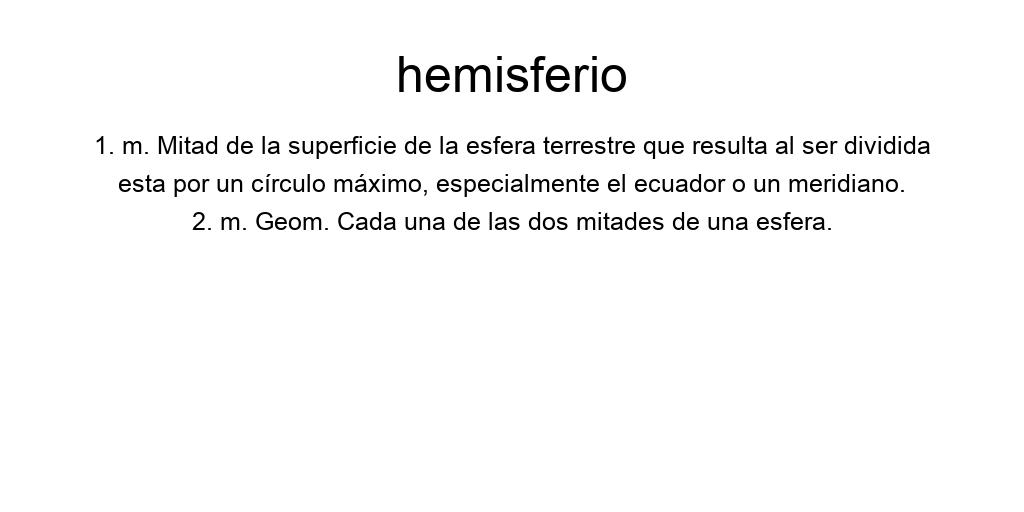 hemisferio
1. m. Mitad de la superficie de la esfera terrestre que resulta al ser dividida
esta por un círculo máximo, especialmente el ecuador o un meridiano.
2. m. Geom. Cada una de las dos mitades de una esfera.